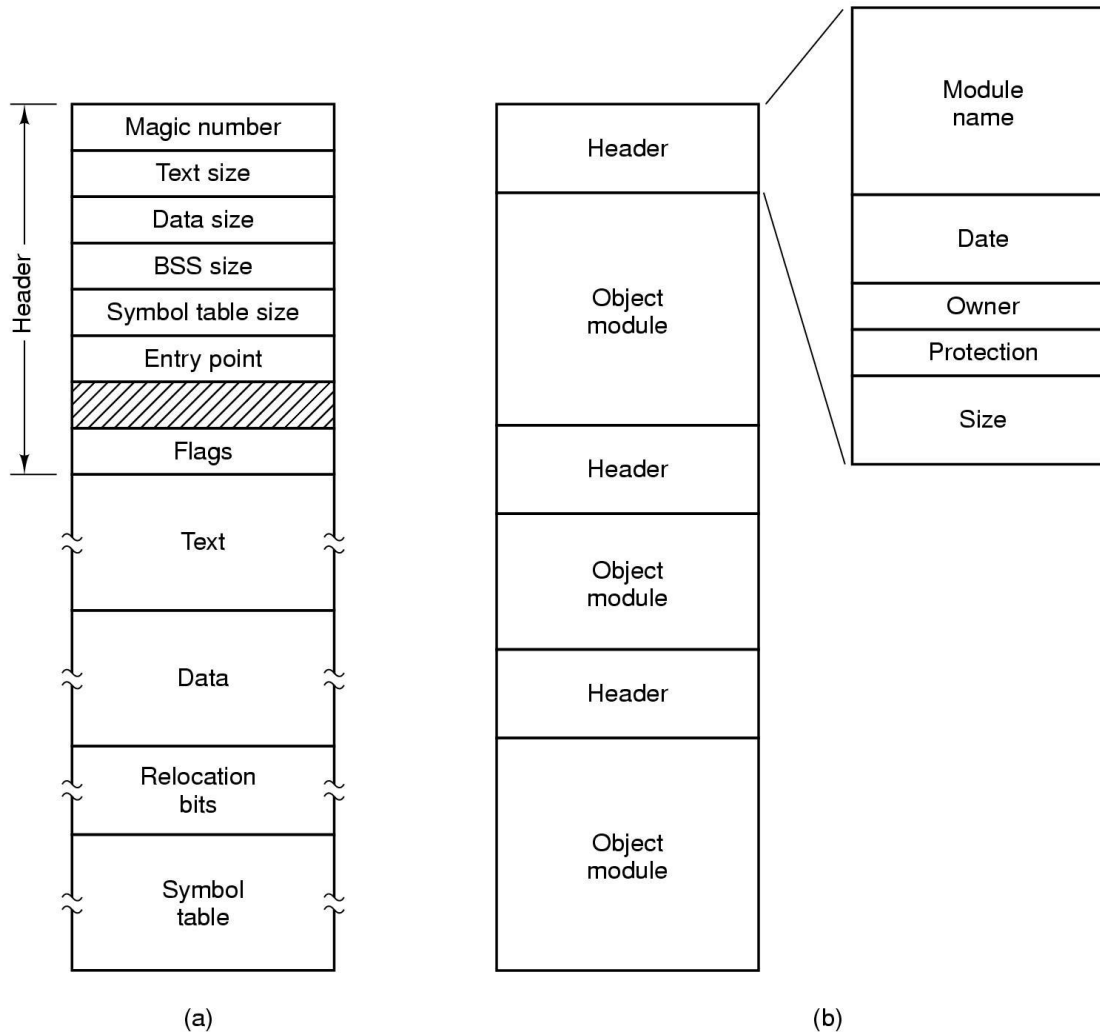 Header
Magic number
Text size
Data size
BSS size
Symbol table size
Entry point
Flags
Text
Data
Relocation
bits
Symbol
table
(a)
Header
Object
module
Header
Object
module
Header
Object
module
Module
name
Date
Owner
Protection
Size
(b)